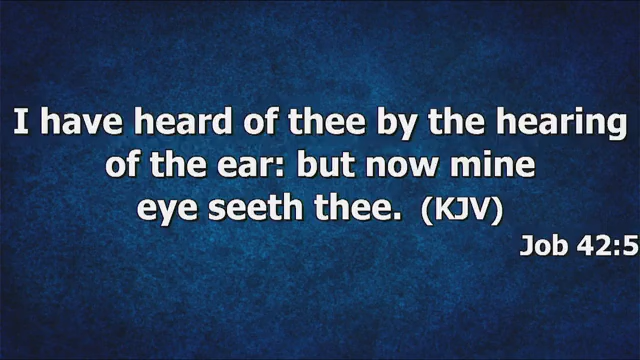 I have heard of thee by the hearing
of the ear: but now mine
eye seeth thee. (KJV)
Job 42:5